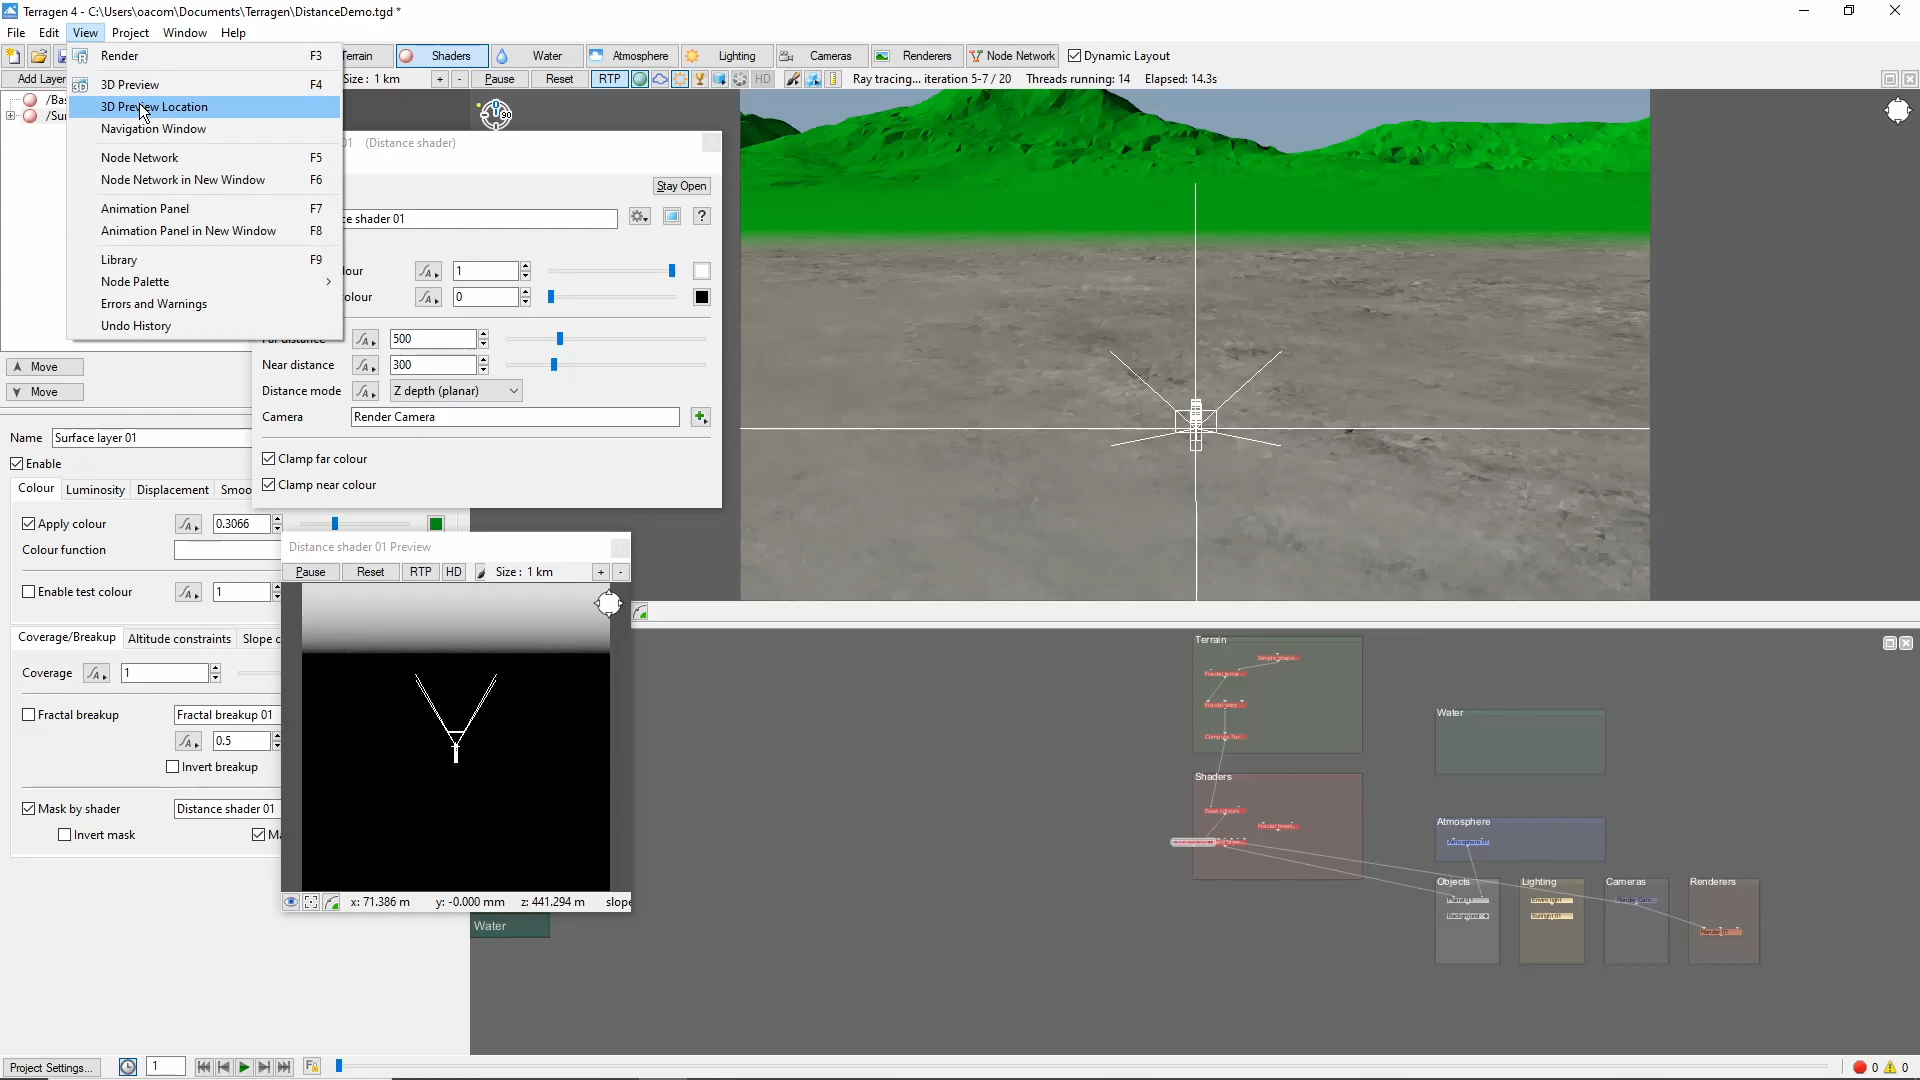 Terragen 4 - C:\Users\oacom\Documents\Terragen\DistanceDemo.tgd *
File Edit View Project Window Help
Render F3
3D Preview F4
3D Preview Location
Navigation Window
Node Network F5
Node Network in New Window F6
Animation Panel F7
Animation Panel in New Window F8
Library F9
Node Palette
Errors and Warnings
Undo History
Shaders Water Atmosphere Lighting Cameras Renderers Node Network Dynamic Layout
Add Layer
Size: 1 km + - Pause Reset RTP HD Ray tracing... iteration 5-7 / 20 Threads running: 14 Elapsed: 14.3s
90
01 (Distance shader)
Stay Open
shader 01
?
1
0
500
Near distance 300
Distance mode Z depth (planar)
Camera Render Camera
Clamp far colour
Clamp near colour
Move
Move
Name Surface layer 01
Enable
Colour Luminosity Displacement
Apply colour 0.3066
Colour function
Enable test colour 1
Coverage/Breakup Altitude constraints
Coverage 1
Fractal breakup Fractal breakup 01
0.5
Invert breakup
Mask by shader Distance shader 01
Invert mask
Distance shader 01 Preview
Pause Reset RTP HD Size: 1 km + -
x: 71.386 m y: -0.000 mm z: 441.294 m
Water
Terrain
Shaders
Water
Atmosphere
Atmosphere 01
Objects Lighting Cameras Renderers
Sunlight 01
Background
Project Settings... 1
0 0